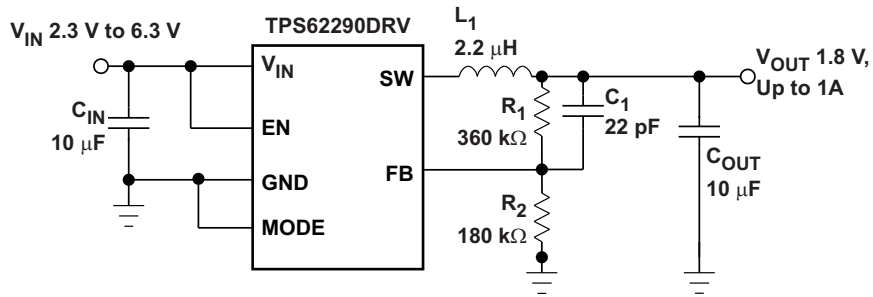 TPS62290DRV
V_IN 2.3 V to 6.3 V
C_IN
10 μF
V_IN
EN
GND
MODE
SW
FB
L_1
2.2 μH
R_1
360 kΩ
C_1
22 pF
R_2
180 kΩ
C_OUT
10 μF
V_OUT 1.8 V,
Up to 1A